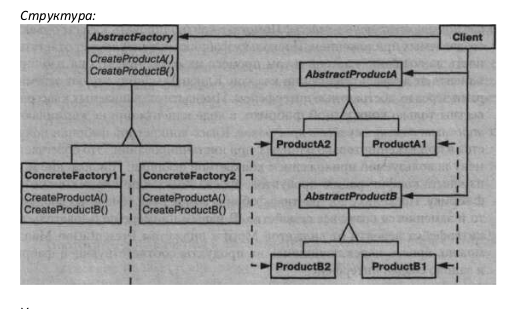 Структура:
AbstractFactory
CreateProductA()
CreateProductB()
Client
AbstractProductA
ProductA2
ProductA1
ConcreteFactory1
CreateProductA()
CreateProductB()
ConcreteFactory2
CreateProductA()
CreateProductB()
AbstractProductB
ProductB2
ProductB1